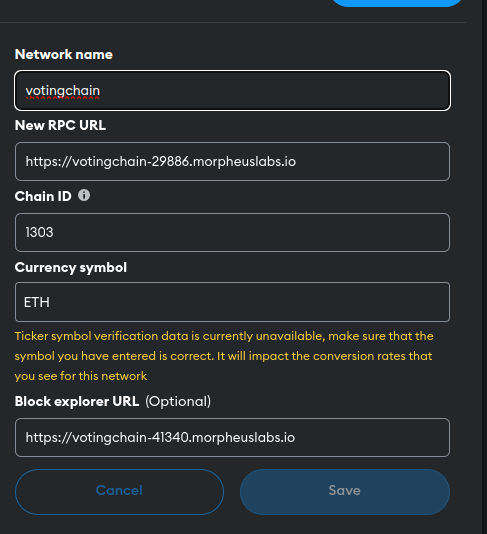 Network name
votingchain
New RPC URL
https://votingchain-29886.morpheuslabs.io
Chain ID
1303
Currency symbol
ETH
Ticker symbol verification data is currently unavailable, make sure that the
symbol you have entered is correct. It will impact the conversion rates that
you see for this network
Block explorer URL (Optional)
https://votingchain-41340.morpheuslabs.io
Cancel Save